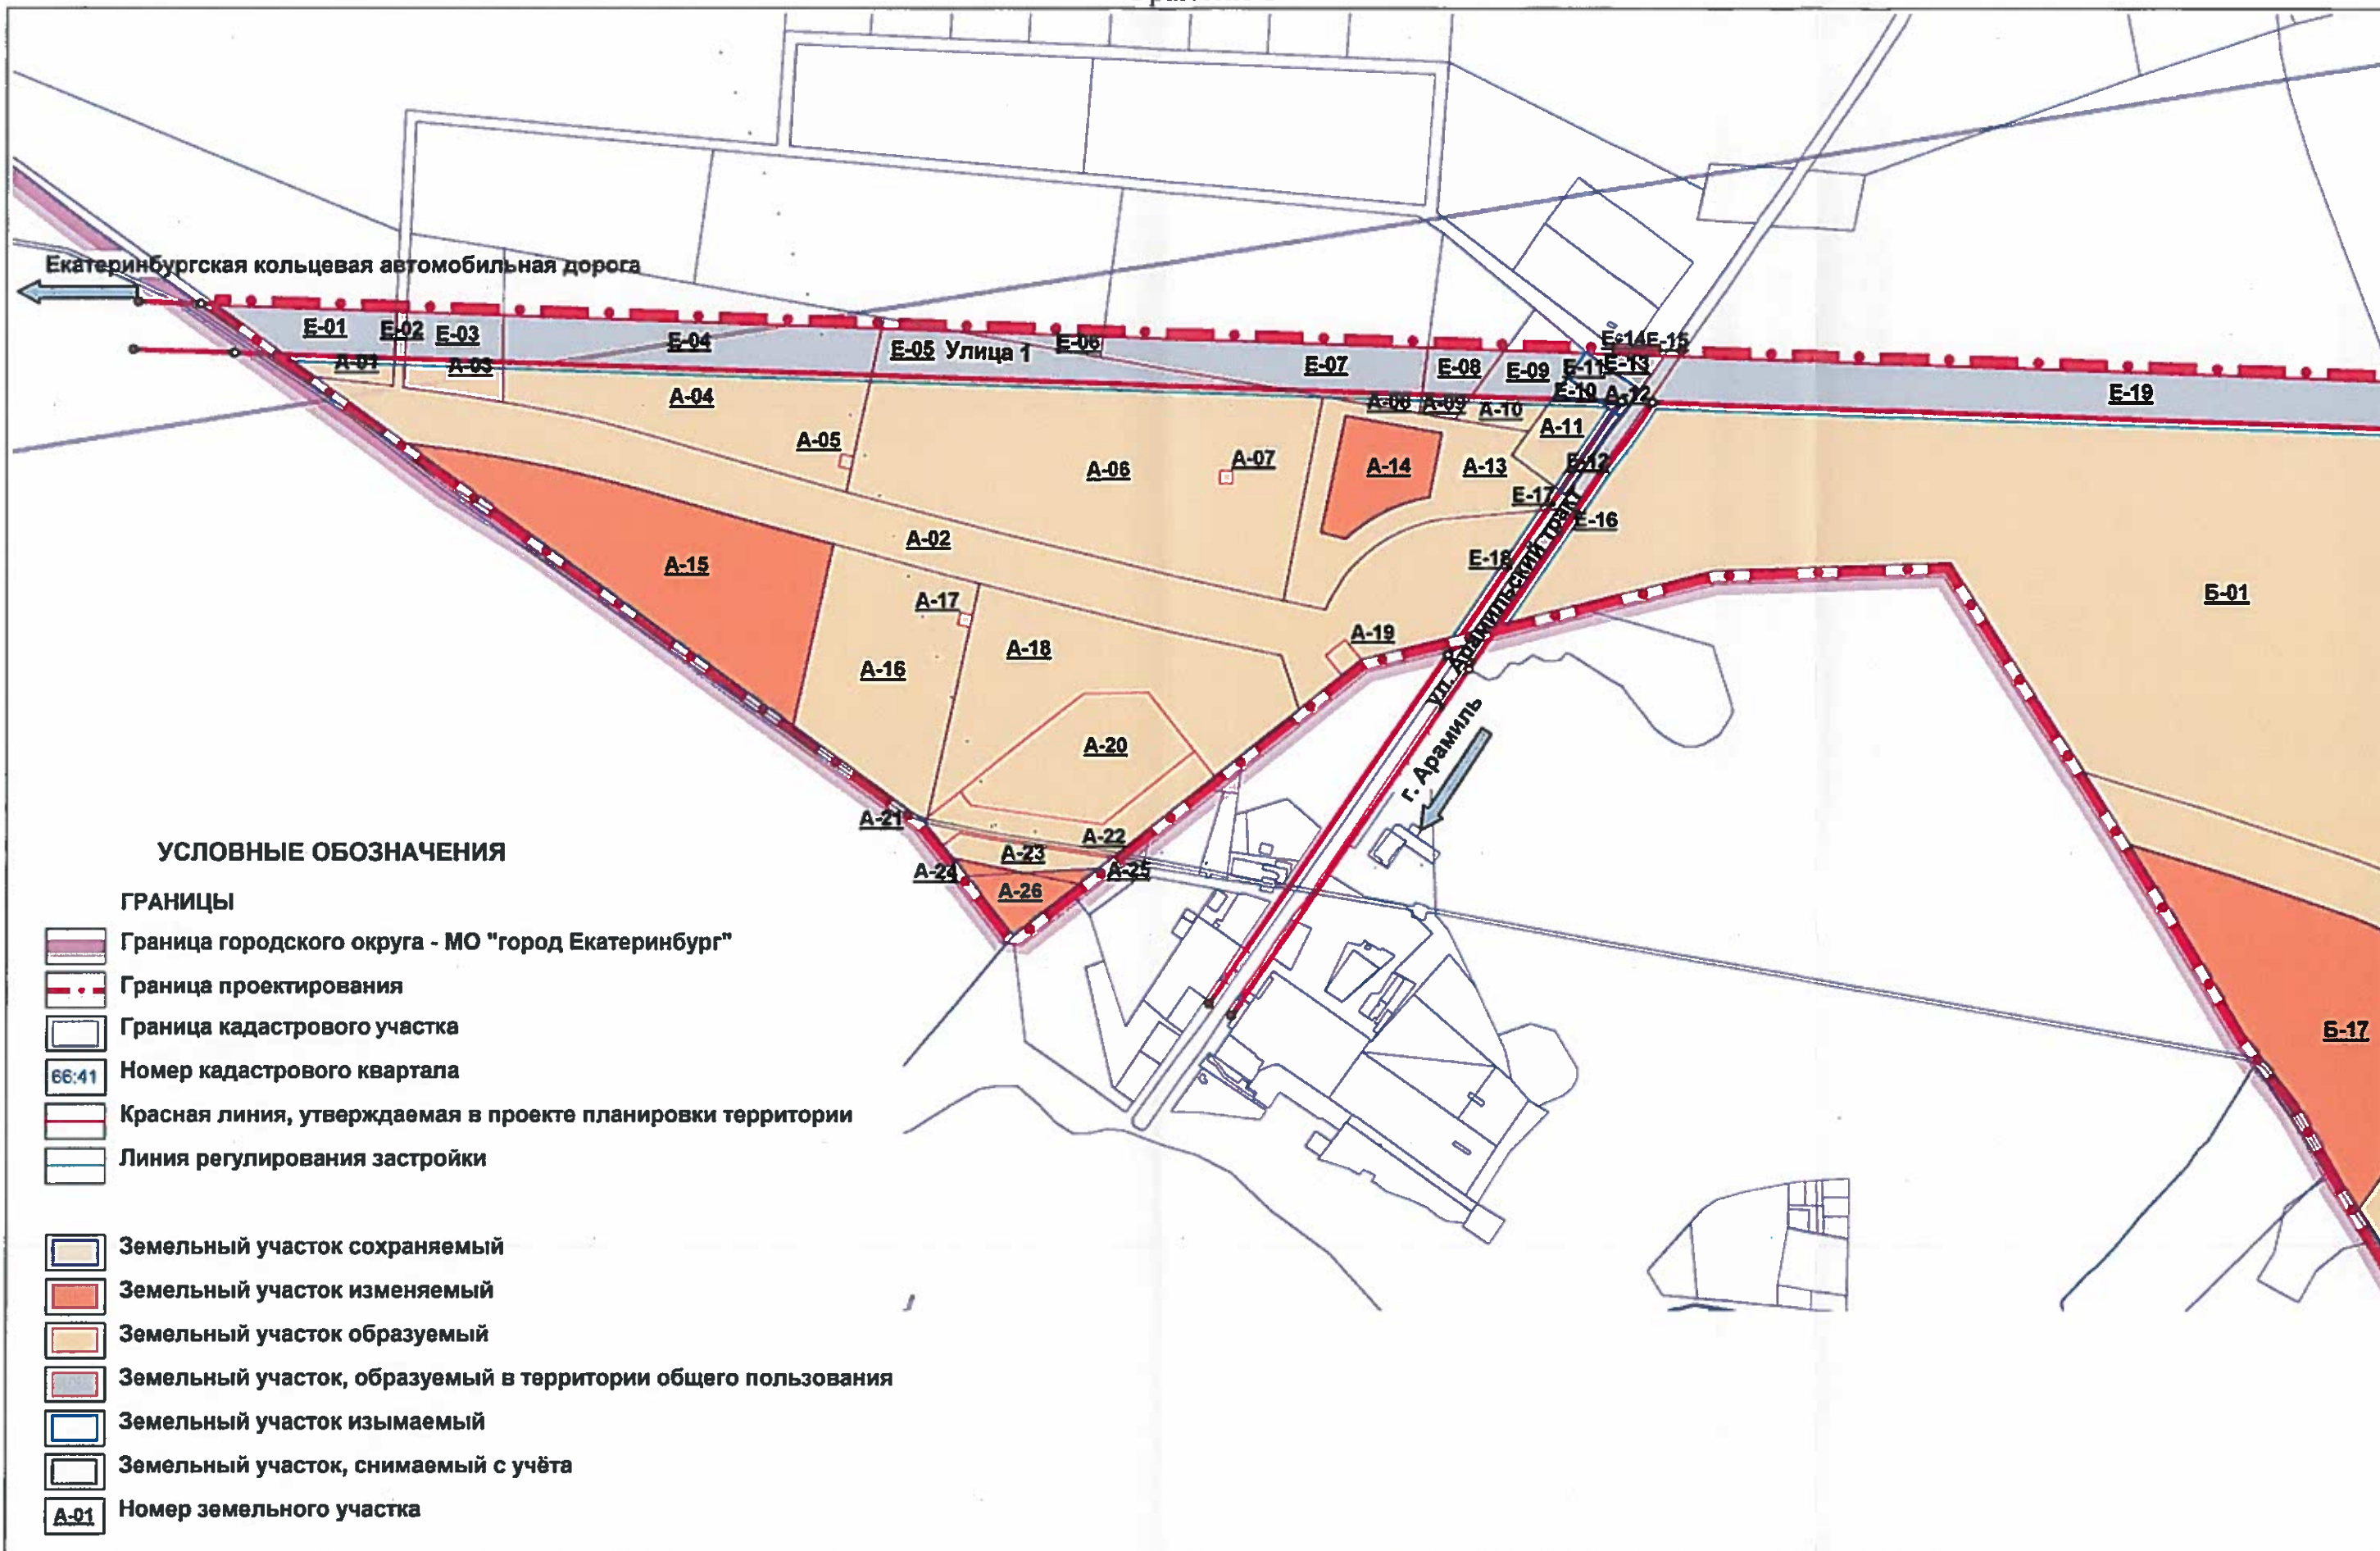 Екатеринбургская кольцевая автомобильная дорога
Е-01
Е-02
Е-03
Е-04
Е-05
Улица 1
Е-06
Е-07
Е-08
Е-09
Е-10
Е-11
Е-13
Е-14
Е-15
Е-19
А-01
А-03
А-04
А-05
А-06
А-07
А-08
А-09
А-10
А-12
А-11
Е-12
А-13
А-14
Е-17
Е-16
Е-18
А-02
А-15
А-16
А-17
А-18
А-19
А-20
А-21
А-22
А-23
А-24
А-25
А-26
Б-01
Б-17
ул. Арамильский тракт
г. Арамиль
УСЛОВНЫЕ ОБОЗНАЧЕНИЯ
ГРАНИЦЫ
Граница городского округа - МО "город Екатеринбург"
Граница проектирования
Граница кадастрового участка
66:41 Номер кадастрового квартала
Красная линия, утверждаемая в проекте планировки территории
Линия регулирования застройки
Земельный участок сохраняемый
Земельный участок изменяемый
Земельный участок образуемый
Земельный участок, образуемый в территории общего пользования
Земельный участок изымаемый
Земельный участок, снимаемый с учёта
А-01 Номер земельного участка